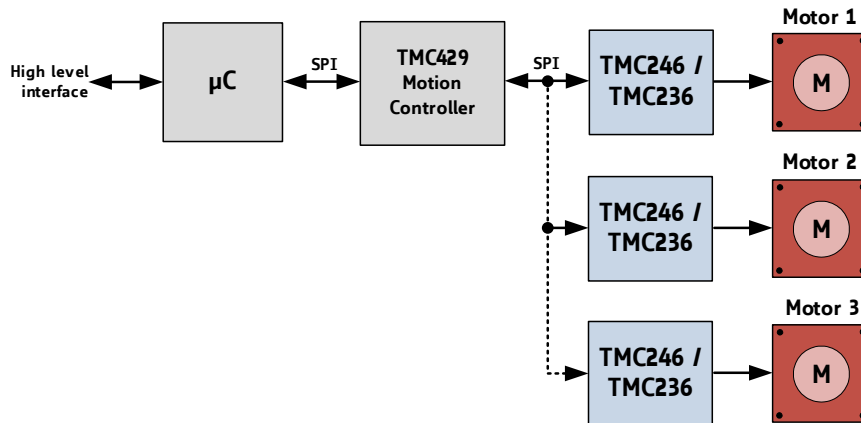 High level
interface
µC
SPI
TMC429
Motion
Controller
SPI
TMC246 /
TMC236
Motor 1
M
TMC246 /
TMC236
Motor 2
M
TMC246 /
TMC236
Motor 3
M